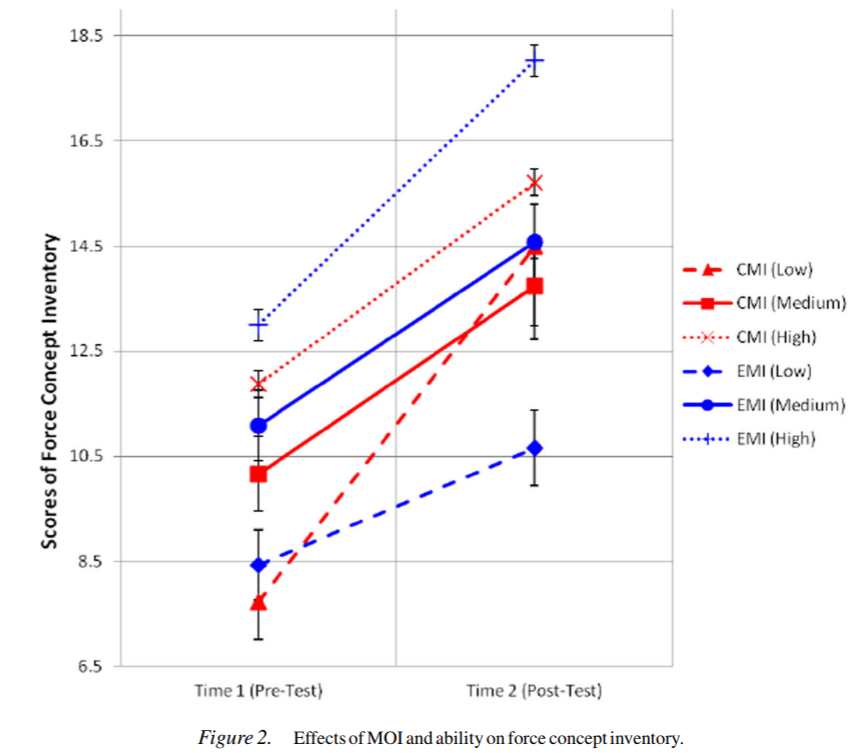 18.5
16.5
14.5
12.5
10.5
8.5
6.5
Scores of Force Concept Inventory
Time 1 (Pre-Test)
Time 2 (Post-Test)
CMI (Low)
CMI (Medium)
CMI (High)
EMI (Low)
EMI (Medium)
EMI (High)
Figure 2. Effects of MOI and ability on force concept inventory.